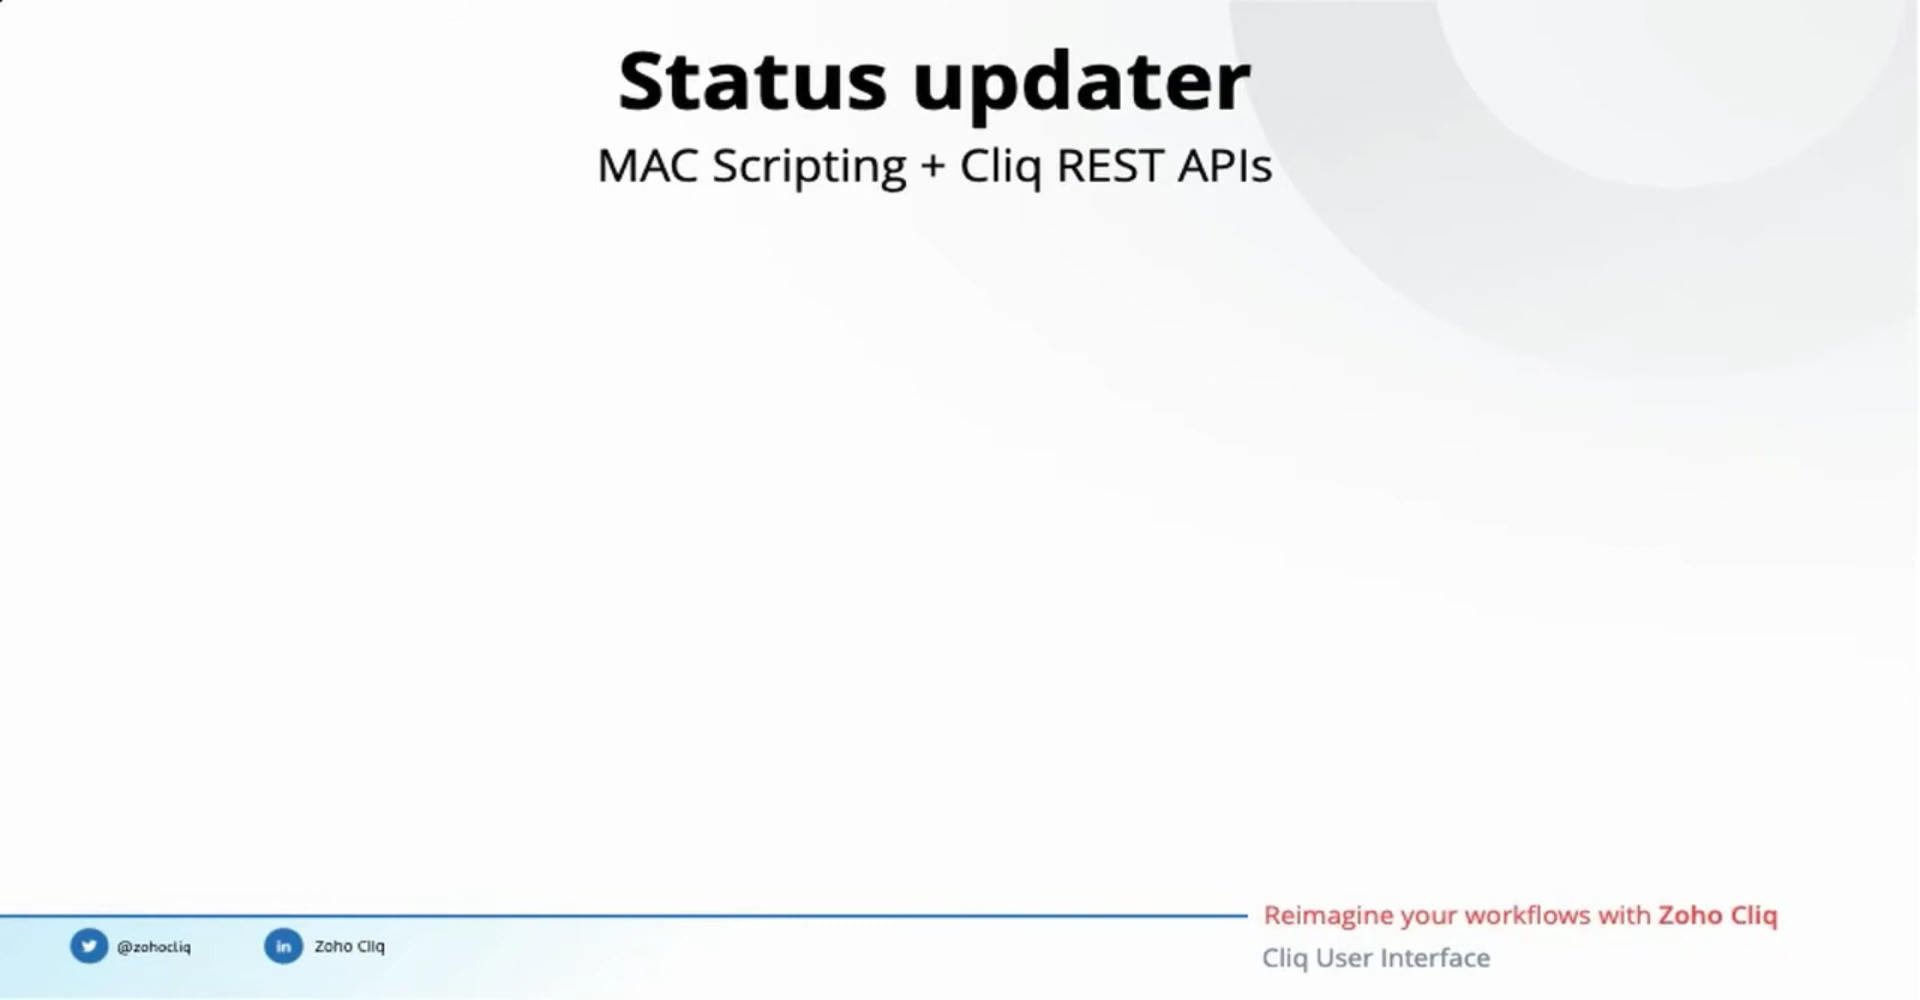 Status updater
MAC Scripting + Cliq REST APIs
Reimagine your workflows with Zoho Cliq
@zohocliq
in
Zoho Cliq
Cliq User Interface